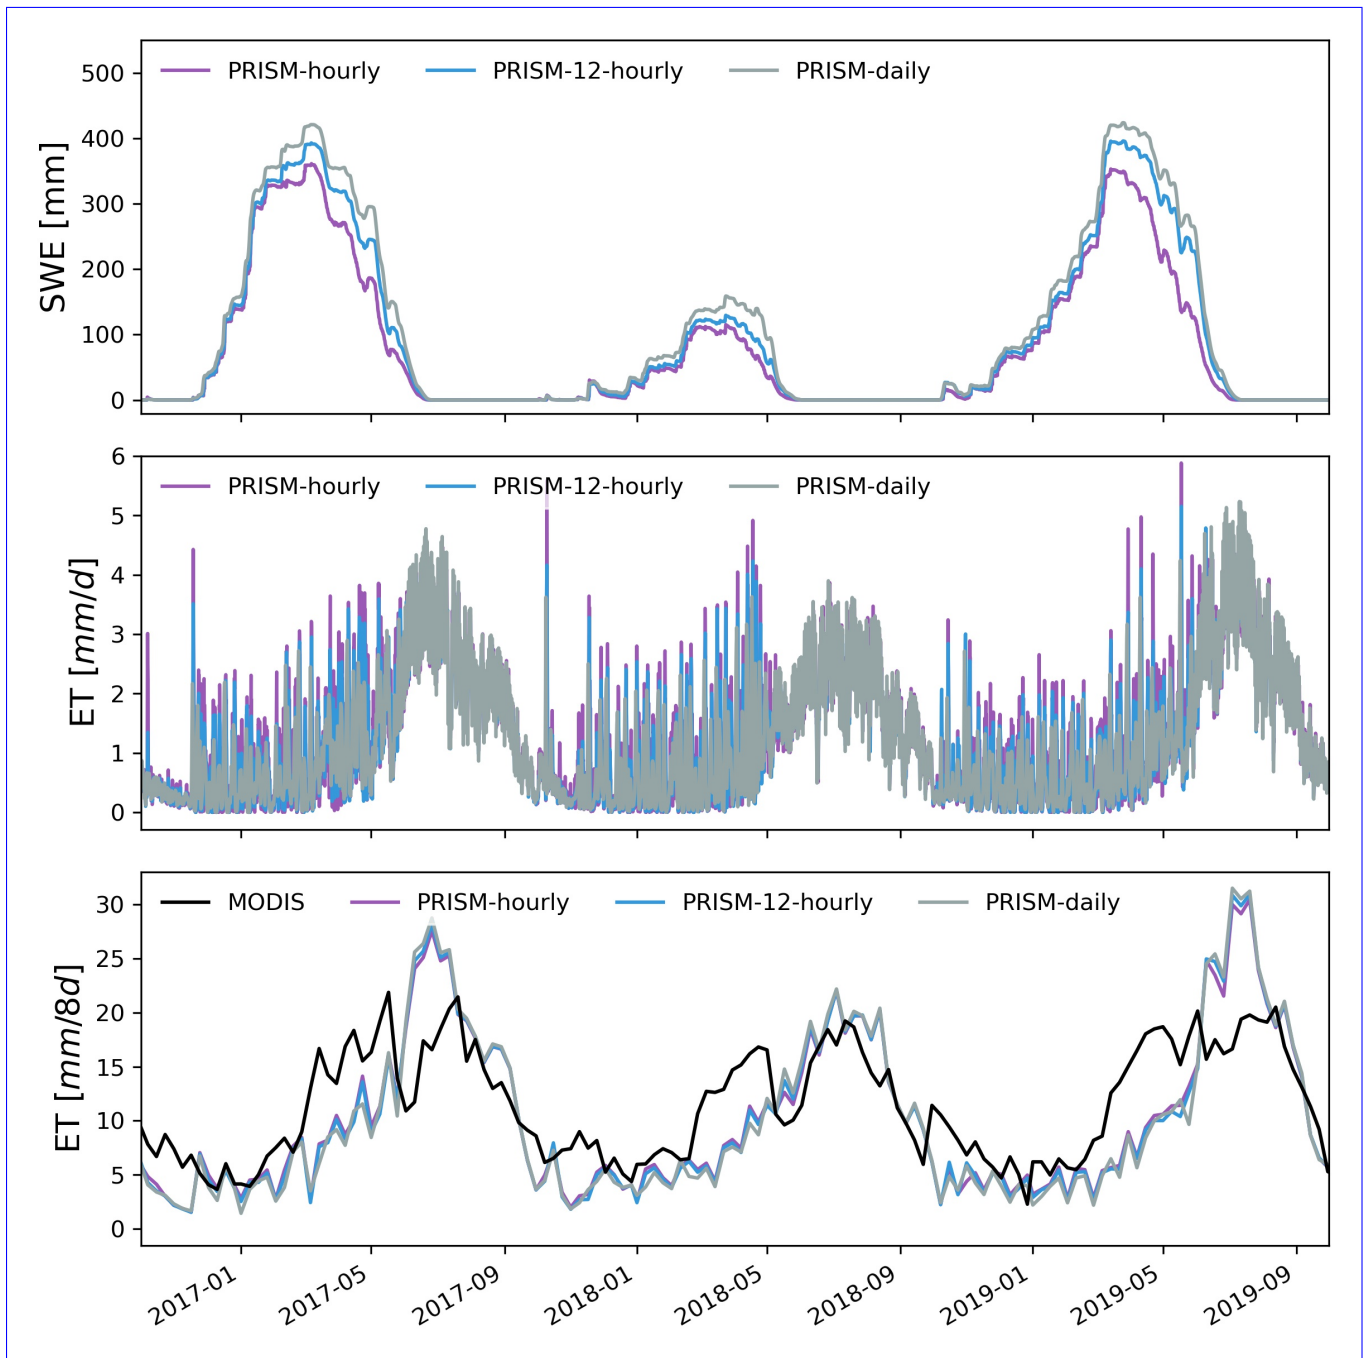 PRISM-hourly PRISM-12-hourly PRISM-daily
500
400
300
200
100
0
SWE [mm]
PRISM-hourly PRISM-12-hourly PRISM-daily
6
5
4
3
2
1
0
ET [mm/d]
MODIS PRISM-hourly PRISM-12-hourly PRISM-daily
30
25
20
15
10
5
0
ET [mm/8d]
2017-01 2017-05 2017-09 2018-01 2018-05 2018-09 2019-01 2019-05 2019-09